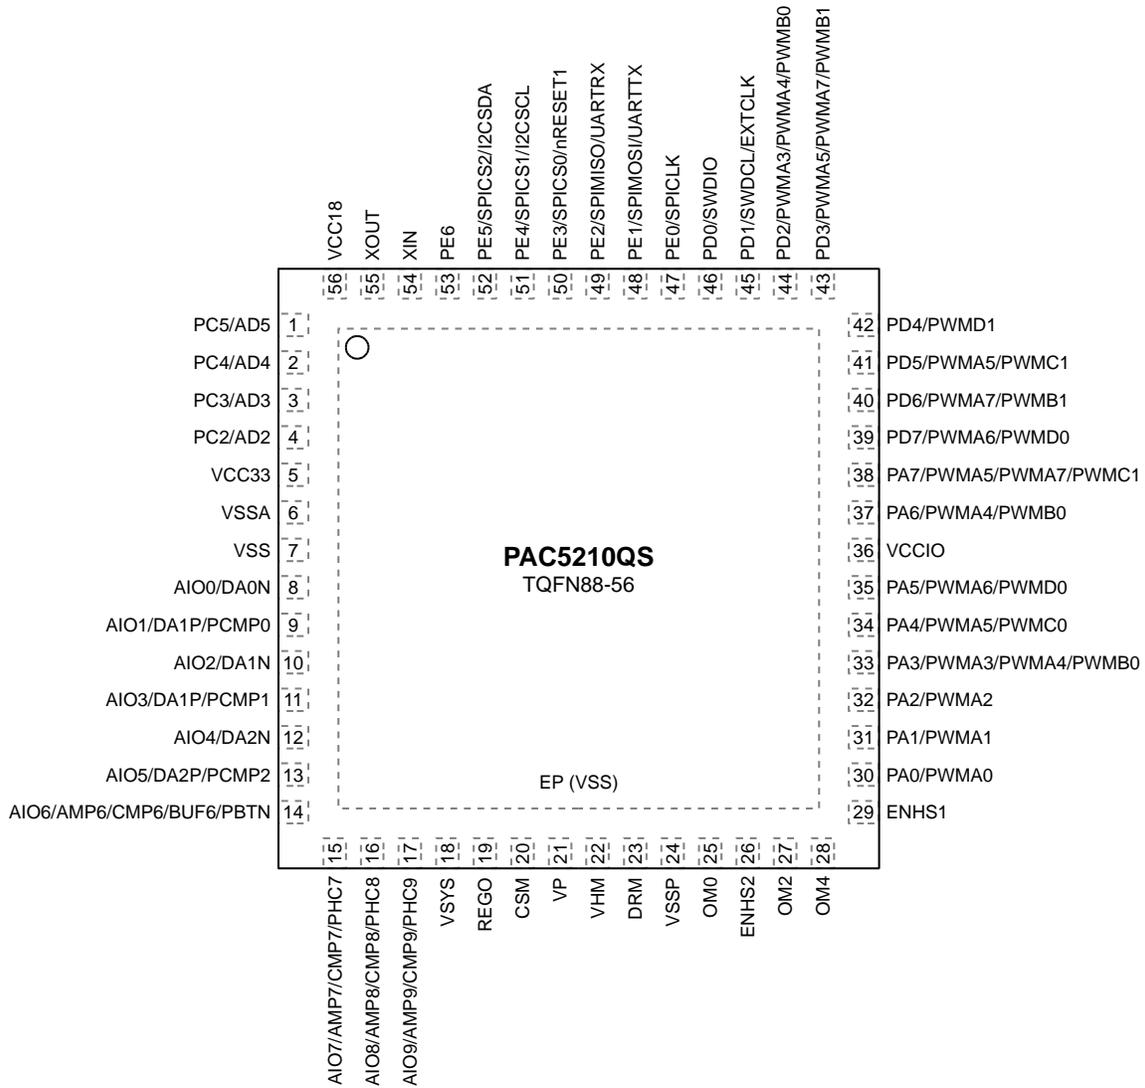 VCC18
XOUT
XIN
PE6
PE5/SPICS2/I2CSDA
PE4/SPICS1/I2CSCL
PE3/SPICS0/nRESET1
PE2/SPIMISO/UARTRX
PE1/SPIMOSI/UARTTX
PE0/SPICLK
PD0/SWDIO
PD1/SWDCL/EXTCLK
PD2/PWMA3/PWMA4/PWMB0
PD3/PWMA5/PWMA7/PWMB1
56
55
54
53
52
51
50
49
48
47
46
45
44
43
PC5/AD5 1
PC4/AD4 2
PC3/AD3 3
PC2/AD2 4
VCC33 5
VSSA 6
VSS 7
AIO0/DA0N 8
AIO1/DA1P/PCMP0 9
AIO2/DA1N 10
AIO3/DA1P/PCMP1 11
AIO4/DA2N 12
AIO5/DA2P/PCMP2 13
AIO6/AMP6/CMP6/BUF6/PBTN 14
PAC5210QS
TQFN88-56
EP (VSS)
42 PD4/PWMD1
41 PD5/PWMA5/PWMC1
40 PD6/PWMA7/PWMB1
39 PD7/PWMA6/PWMD0
38 PA7/PWMA5/PWMA7/PWMC1
37 PA6/PWMA4/PWMB0
36 VCCIO
35 PA5/PWMA6/PWMD0
34 PA4/PWMA5/PWMC0
33 PA3/PWMA3/PWMA4/PWMB0
32 PA2/PWMA2
31 PA1/PWMA1
30 PA0/PWMA0
29 ENHS1
15
16
17
18
19
20
21
22
23
24
25
26
27
28
AIO7/AMP7/CMP7/PHC7
AIO8/AMP8/CMP8/PHC8
AIO9/AMP9/CMP9/PHC9
VSYS
REGO
CSM
VP
VHM
DRM
VSSP
OM0
ENHS2
OM2
OM4